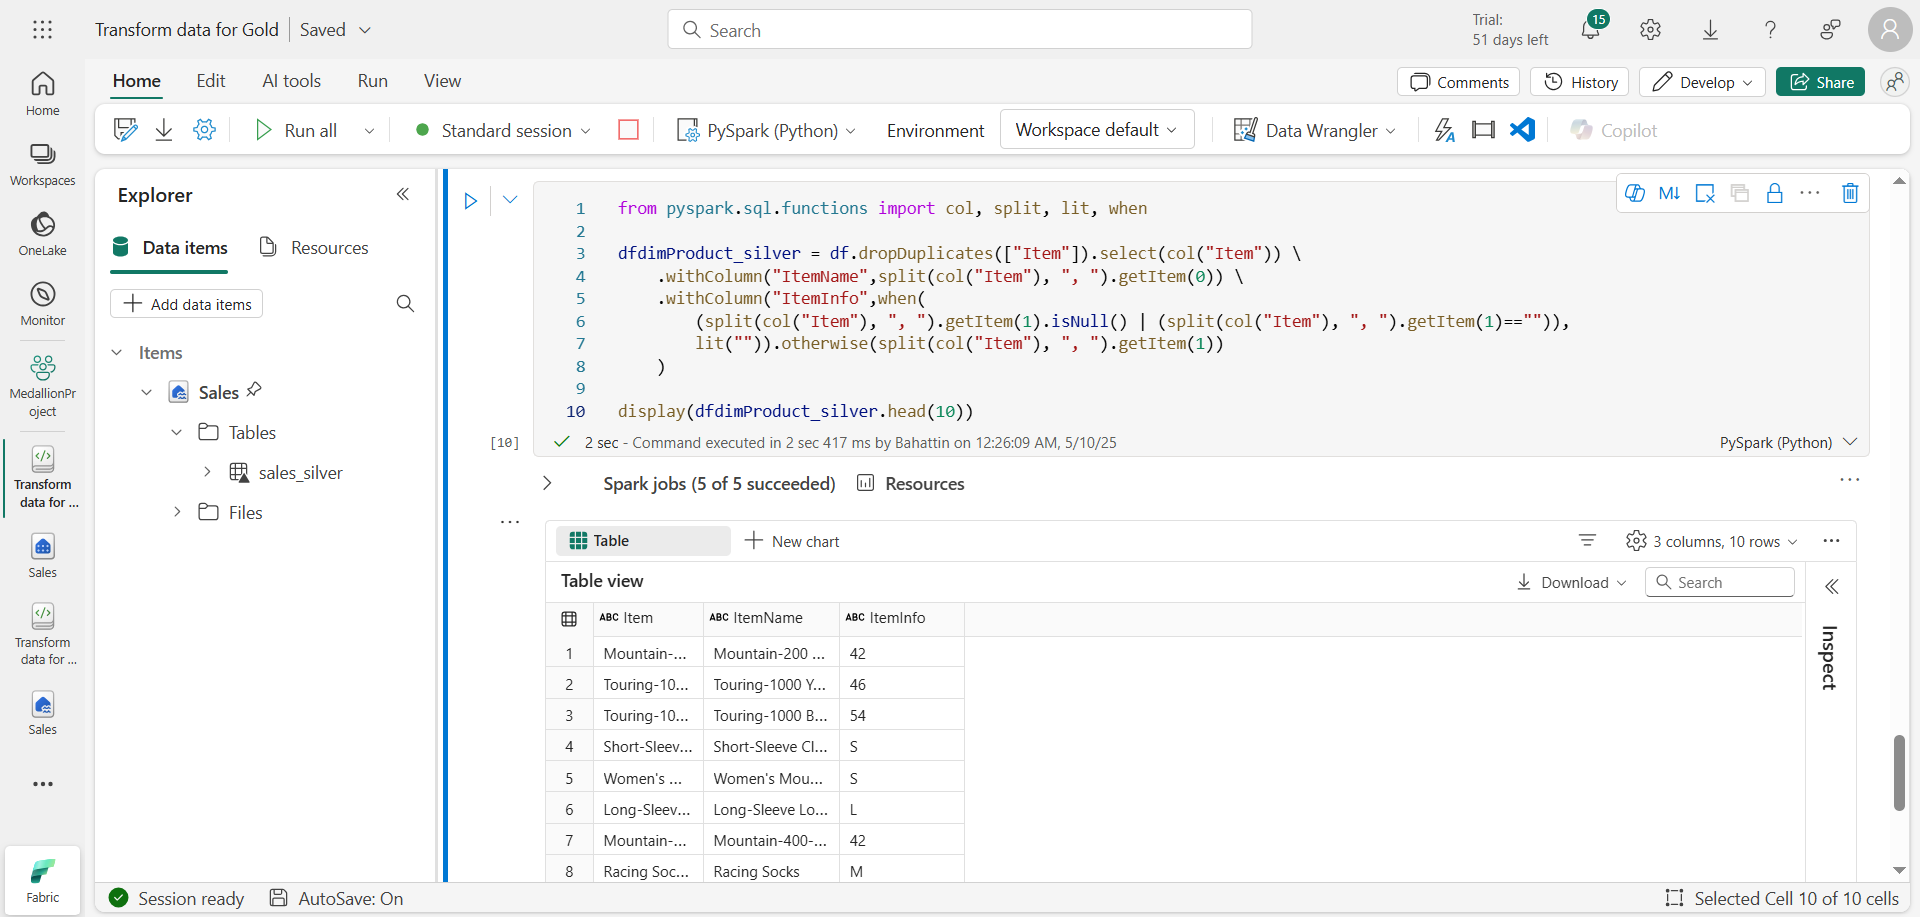 Transform data for Gold
Saved
Search
Trial:
51 days left
15
Home
Edit
AI tools
Run
View
Comments
History
Develop
Share
Run all
Standard session
PySpark (Python)
Environment
Workspace default
Data Wrangler
Copilot
Home
Workspaces
OneLake
Monitor
MedallionPr
oject
Transform
data for ...
Sales
Transform
data for ...
Sales
Fabric
Explorer
Data items
Resources
Add data items
Items
Sales
Tables
sales_silver
Files
M↓
1 from pyspark.sql.functions import col, split, lit, when
2
3 dfdimProduct_silver = df.dropDuplicates(["Item"]).select(col("Item")) \
4 .withColumn("ItemName",split(col("Item"), ", ").getItem(0)) \
5 .withColumn("ItemInfo",when(
6 (split(col("Item"), ", ").getItem(1).isNull() | (split(col("Item"), ", ").getItem(1)=="")),
7 lit("")).otherwise(split(col("Item"), ", ").getItem(1))
8 )
9
10 display(dfdimProduct_silver.head(10))
[10]
2 sec - Command executed in 2 sec 417 ms by Bahattin on 12:26:09 AM, 5/10/25
PySpark (Python)
Spark jobs (5 of 5 succeeded)
Resources
Table
New chart
3 columns, 10 rows
Table view
Download
Search
Inspect
ABC Item ABC ItemName ABC ItemInfo
1 Mountain-... Mountain-200 ... 42
2 Touring-10... Touring-1000 Y... 46
3 Touring-10... Touring-1000 B... 54
4 Short-Sleev... Short-Sleeve Cl... S
5 Women's ... Women's Mou... S
6 Long-Sleev... Long-Sleeve Lo... L
7 Mountain-... Mountain-400-... 42
8 Racing Soc... Racing Socks M
Session ready
AutoSave: On
Selected Cell 10 of 10 cells